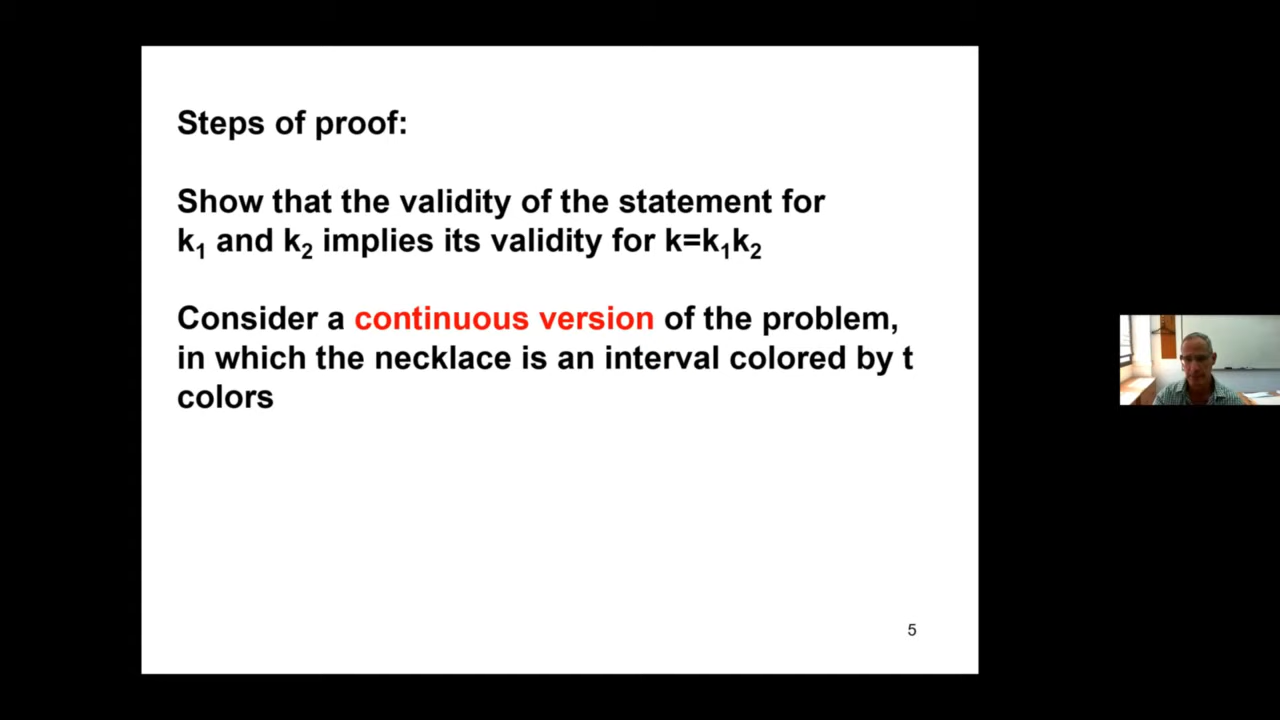 Steps of proof:
Show that the validity of the statement for
k₁ and k₂ implies its validity for k=k₁k₂
Consider a continuous version of the problem,
in which the necklace is an interval colored by t
colors
5